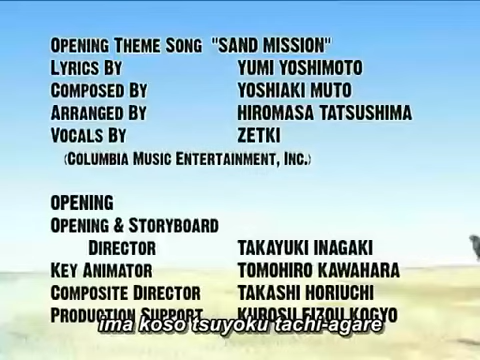 OPENING THEME SONG "SAND MISSION"
LYRICS BY YUMI YOSHIMOTO
COMPOSED BY YOSHIAKI MUTO
ARRANGED BY HIROMASA TATSUSHIMA
VOCALS BY ZETKI
(COLUMBIA MUSIC ENTERTAINMENT, INC.)
OPENING
OPENING & STORYBOARD
DIRECTOR TAKAYUKI INAGAKI
KEY ANIMATOR TOMOHIRO KAWAHARA
COMPOSITE DIRECTOR TAKASHI HORIUCHI
PRODUCTION SUPPORT KUROSU EIZOU KOGYO
ima koso tsuyoku tachi-agare